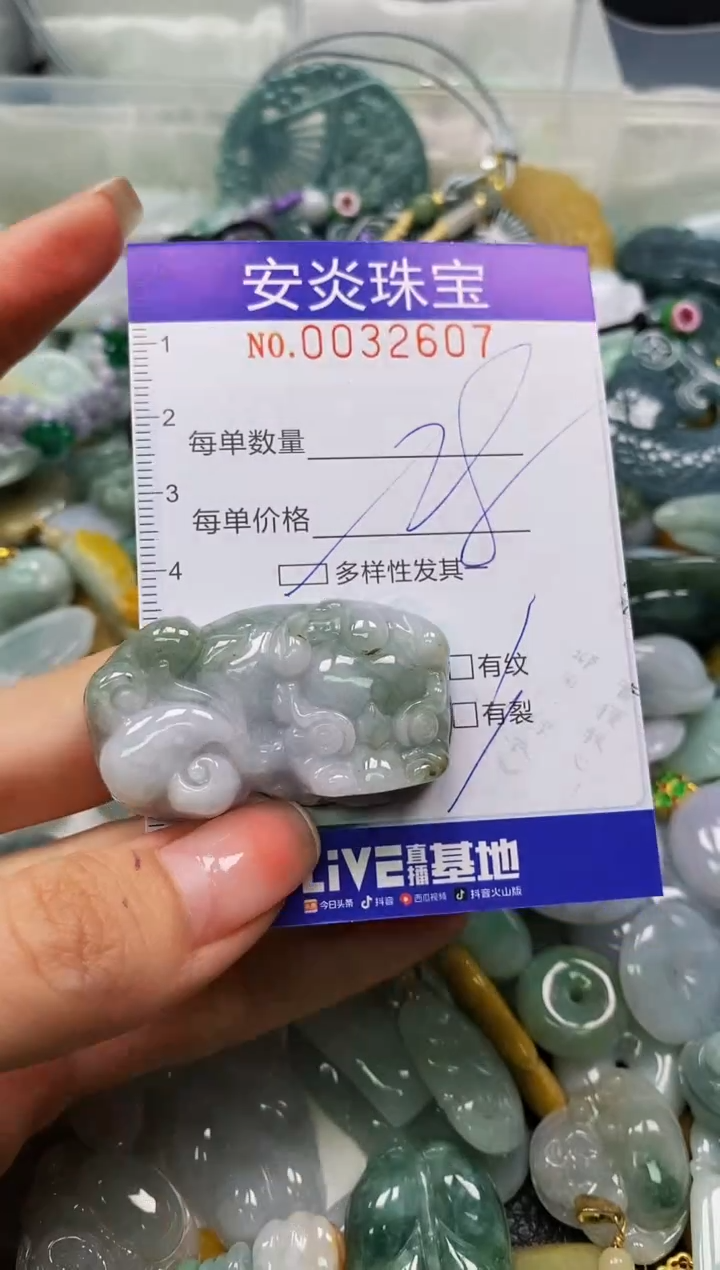 安炎珠宝
NO.0032607
1
2
每单数量
28
3
每单价格
4
多样性发其
有纹
有裂
LiVE直播基地
今日头条 抖音 西瓜视频 抖音火山版